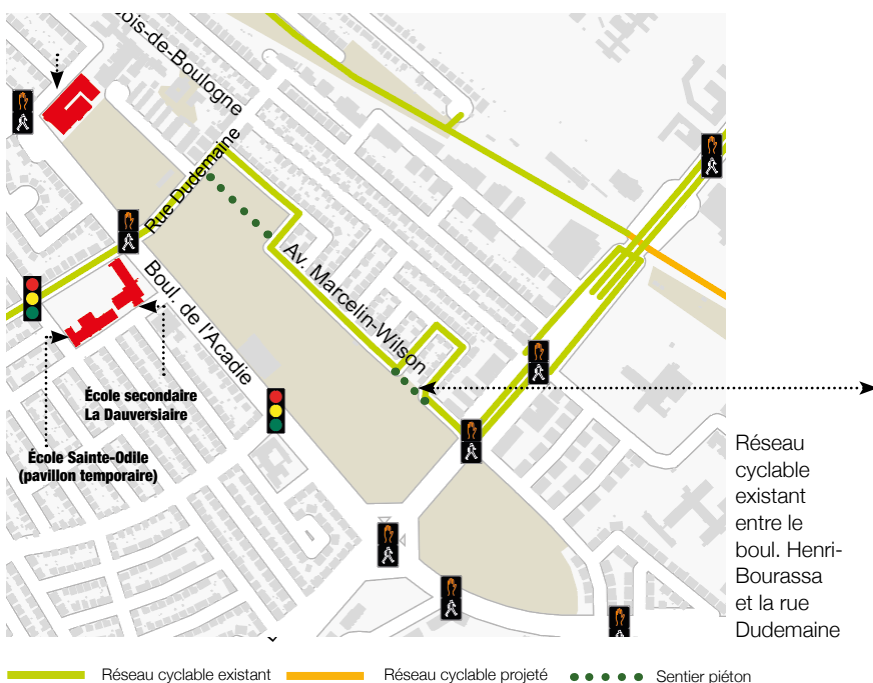 ois-de-Boulogne
Rue Dudemaine
Av. Marcelin-Wilson
Boul. de l'Acadie
École secondaire
La Dauversiaire
École Sainte-Odile
(pavillon temporaire)
Réseau
cyclable
existant
entre le
boul. Henri-
Bourassa
et la rue
Dudemaine
Réseau cyclable existant
Réseau cyclable projeté
Sentier piéton